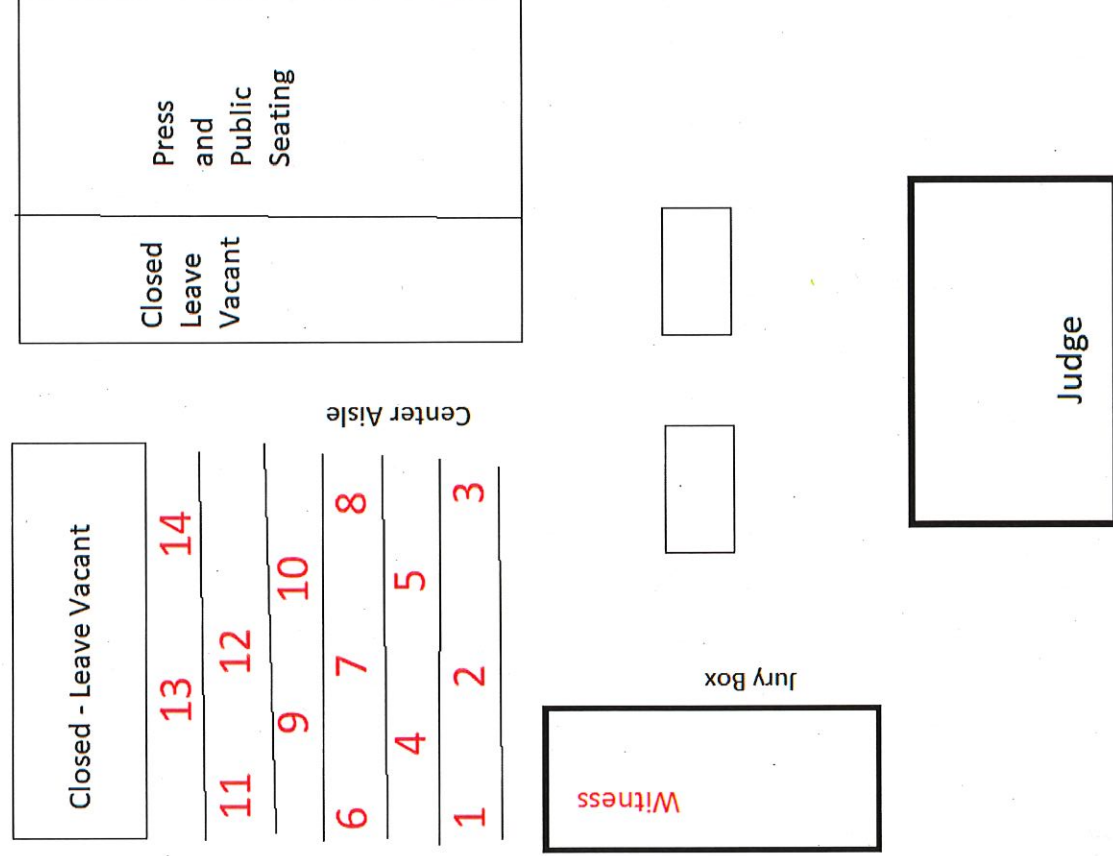 Press
and
Public
Seating
Closed
Leave
Vacant
Closed - Leave Vacant
Center Aisle
13 14
11 12
9 10
6 7 8
4 5
1 2 3
Jury Box
Witness
Judge